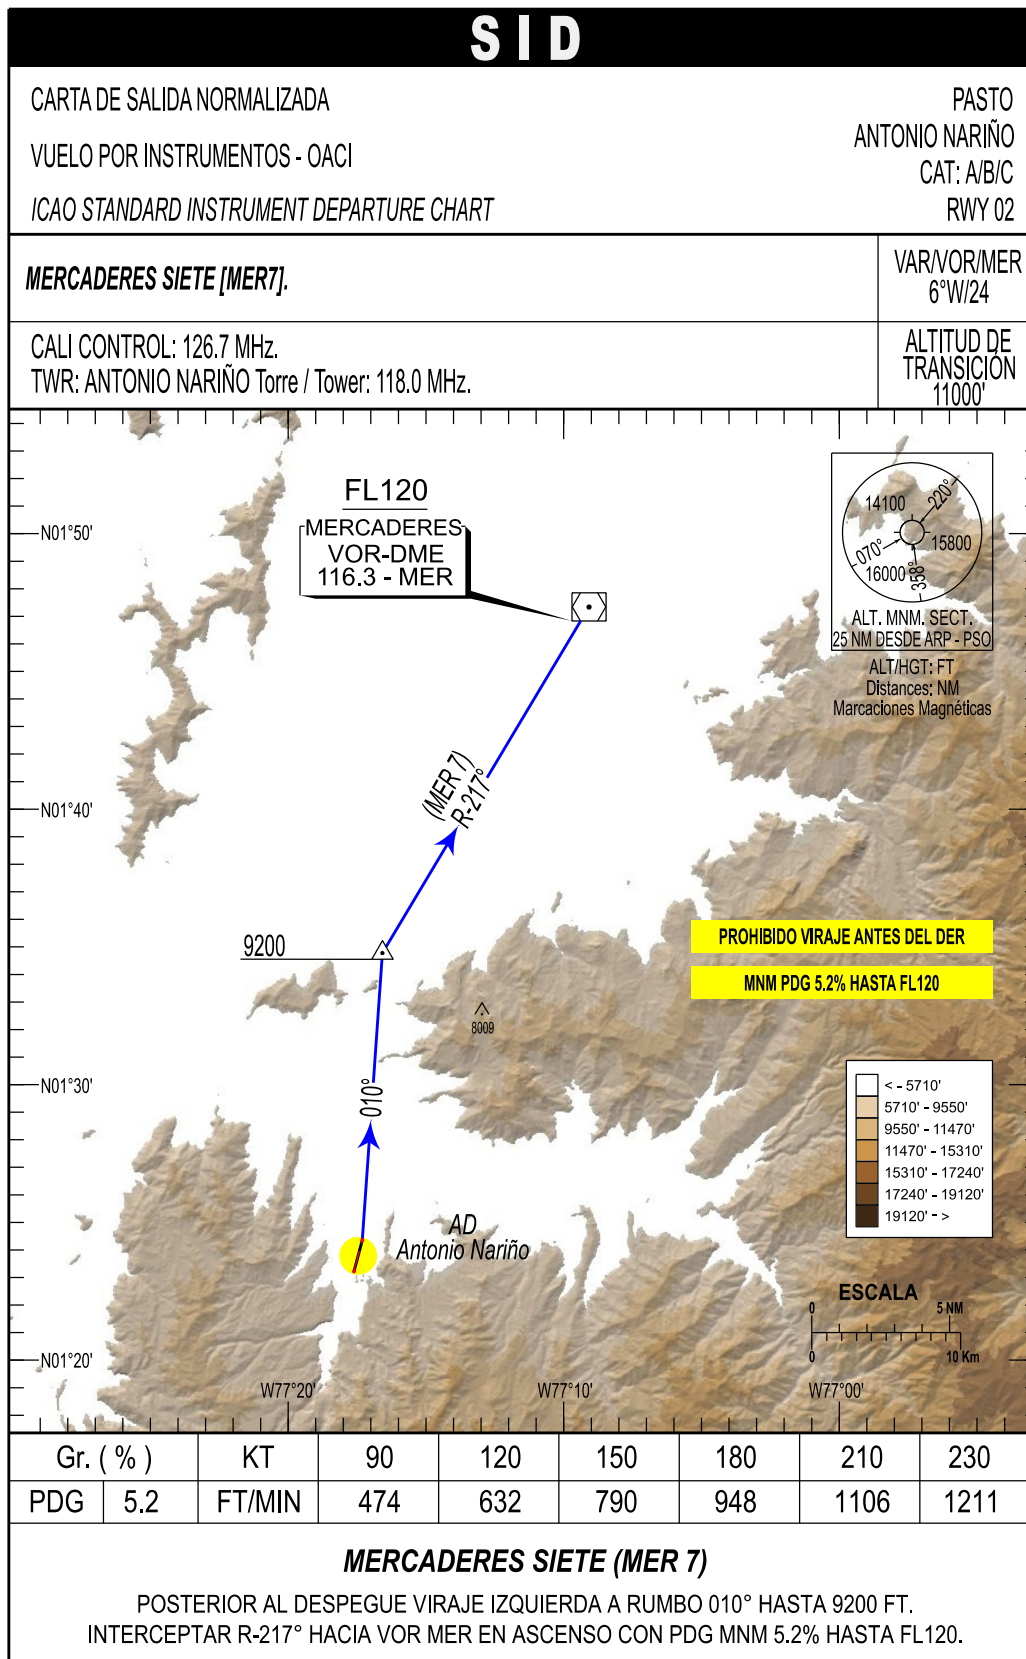 SID
CARTA DE SALIDA NORMALIZADA
VUELO POR INSTRUMENTOS - OACI
ICAO STANDARD INSTRUMENT DEPARTURE CHART
PASTO
ANTONIO NARIÑO
CAT: A/B/C
RWY 02
MERCADERES SIETE [MER7].
VAR/VOR/MER
6°W/24
CALI CONTROL: 126.7 MHz.
TWR: ANTONIO NARIÑO Torre / Tower: 118.0 MHz.
ALTITUD DE
TRANSICIÓN
11000'
FL120
MERCADERES
VOR-DME
116.3 - MER
N01°50'
N01°40'
N01°30'
N01°20'
14100
220°
15800
070°
16000
358°
ALT. MNM. SECT.
25 NM DESDE ARP - PSO
ALT/HGT: FT
Distances: NM
Marcaciones Magnéticas
(MER 7)
R-217°
9200
PROHIBIDO VIRAJE ANTES DEL DER
MNM PDG 5.2% HASTA FL120
8009
010°
< - 5710'
5710' - 9550'
9550' - 11470'
11470' - 15310'
15310' - 17240'
17240' - 19120'
19120' - >
AD
Antonio Nariño
ESCALA
0 5 NM
0 10 Km
W77°20' W77°10' W77°00'
Gr. ( % ) KT 90 120 150 180 210 230
PDG 5.2 FT/MIN 474 632 790 948 1106 1211
MERCADERES SIETE (MER 7)
POSTERIOR AL DESPEGUE VIRAJE IZQUIERDA A RUMBO 010° HASTA 9200 FT.
INTERCEPTAR R-217° HACIA VOR MER EN ASCENSO CON PDG MNM 5.2% HASTA FL120.